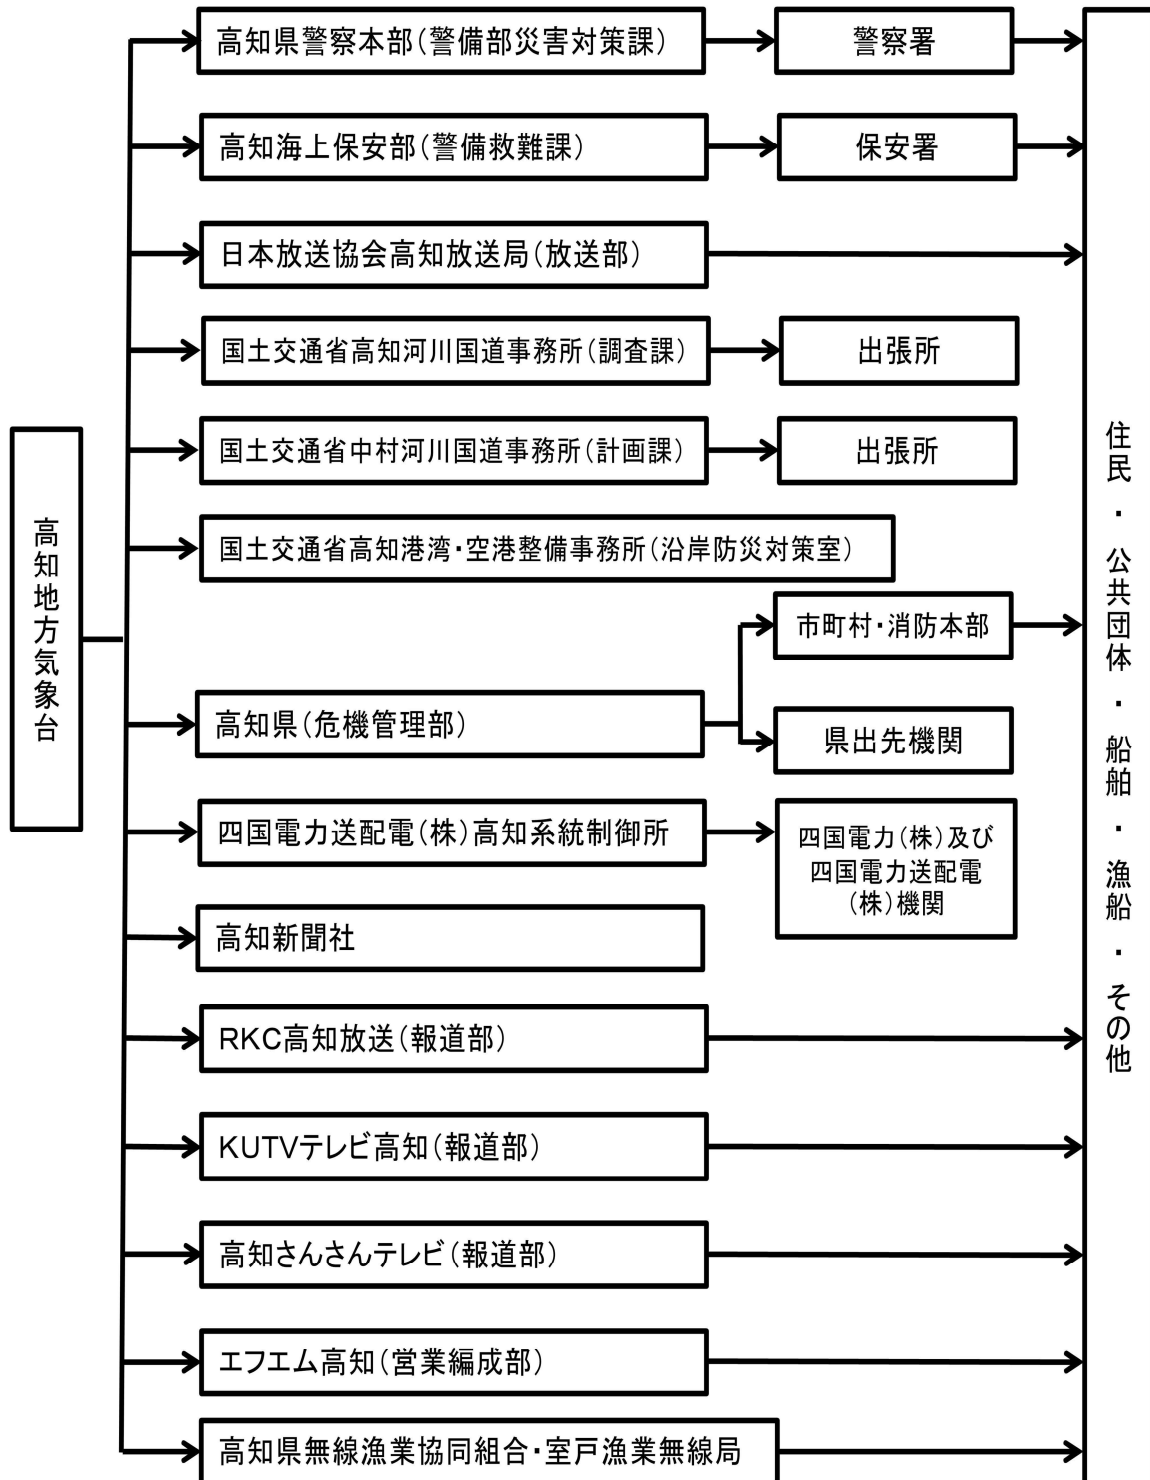 高知地方気象台
高知県警察本部(警備部災害対策課)
警察署
高知海上保安部(警備救難課)
保安署
日本放送協会高知放送局(放送部)
国土交通省高知河川国道事務所(調査課)
出張所
国土交通省中村河川国道事務所(計画課)
出張所
国土交通省高知港湾・空港整備事務所(沿岸防災対策室)
高知県(危機管理部)
市町村・消防本部
県出先機関
四国電力送配電(株)高知系統制御所
四国電力(株)及び
四国電力送配電
(株)機関
高知新聞社
RKC高知放送(報道部)
KUTVテレビ高知(報道部)
高知さんさんテレビ(報道部)
エフエム高知(営業編成部)
高知県無線漁業協同組合・室戸漁業無線局
住民・公共団体・船舶・漁船・その他